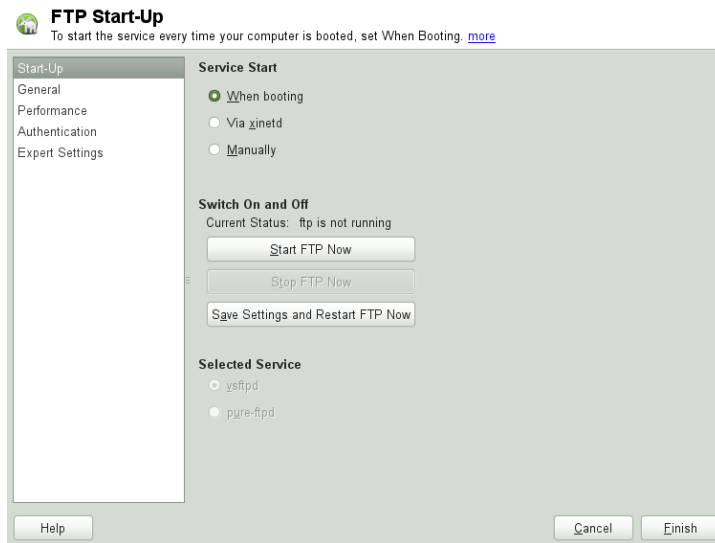 FTP Start-Up
To start the service every time your computer is booted, set When Booting. more
Start-Up
General
Performance
Authentication
Expert Settings
Service Start
When booting
Via xinetd
Manually
Switch On and Off
Current Status: ftp is not running
Start FTP Now
Stop FTP Now
Save Settings and Restart FTP Now
Selected Service
vsftpd
pure-ftpd
Help
Cancel
Finish